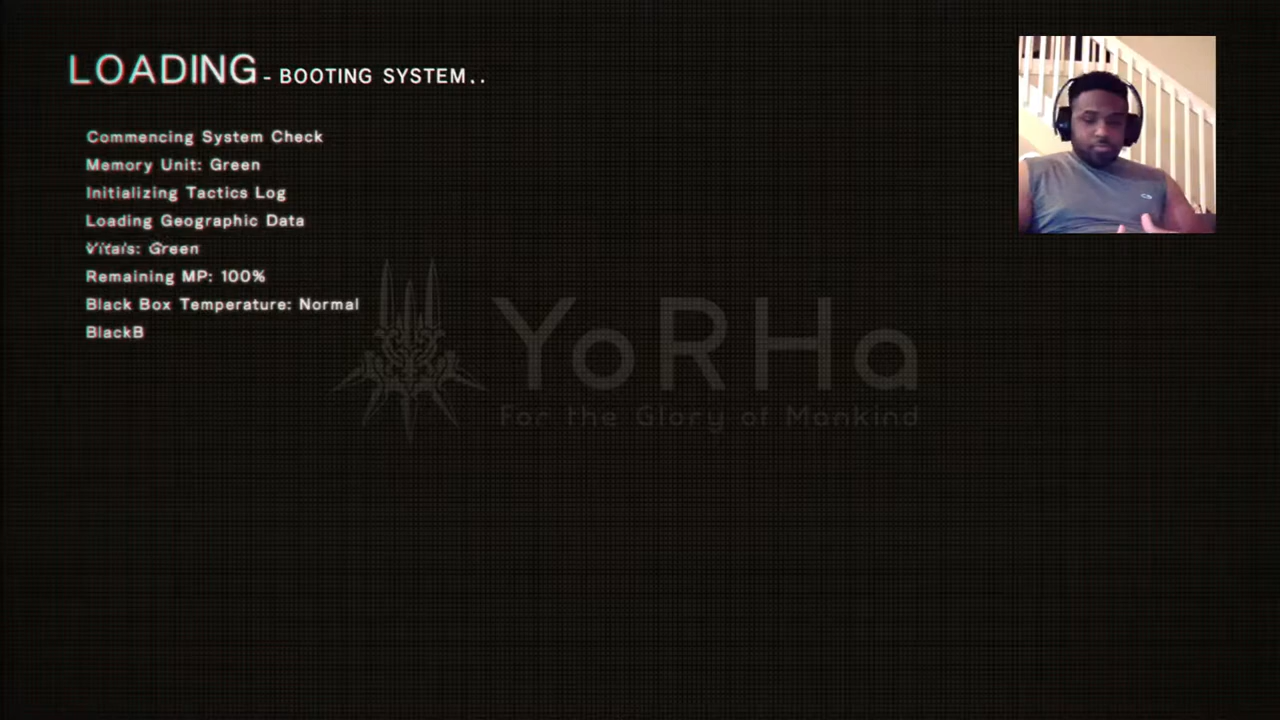 LOADING - BOOTING SYSTEM..
Commencing System Check
Memory Unit: Green
Initializing Tactics Log
Loading Geographic Data
Vitals: Green
Remaining MP: 100%
Black Box Temperature: Normal
BlackB
YoRHa
For the Glory of Mankind